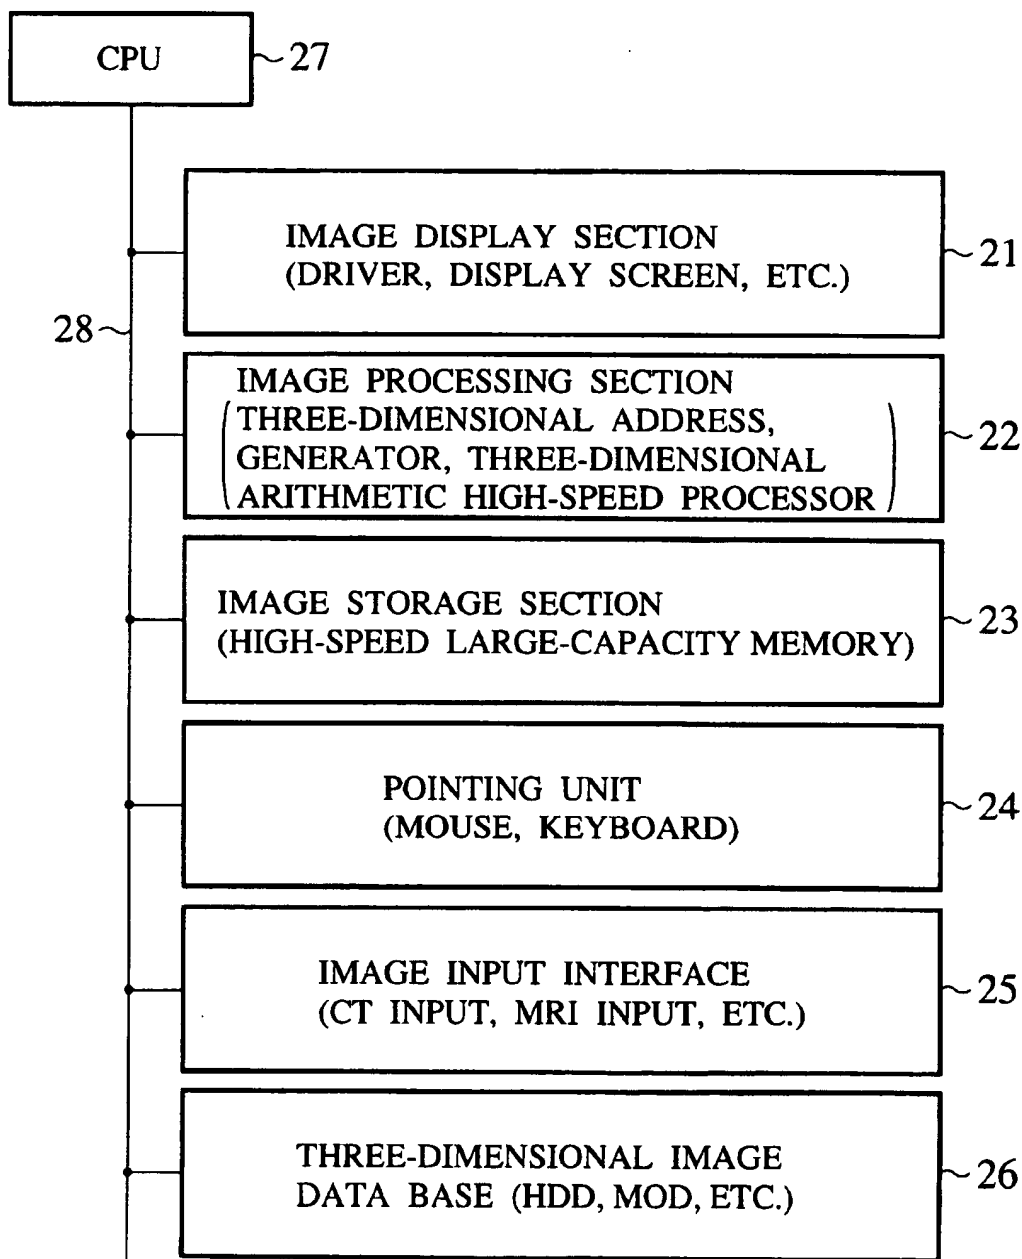 CPU
27
IMAGE DISPLAY SECTION
(DRIVER, DISPLAY SCREEN, ETC.)
21
28
IMAGE PROCESSING SECTION
THREE-DIMENSIONAL ADDRESS,
GENERATOR, THREE-DIMENSIONAL
ARITHMETIC HIGH-SPEED PROCESSOR
22
IMAGE STORAGE SECTION
(HIGH-SPEED LARGE-CAPACITY MEMORY)
23
POINTING UNIT
(MOUSE, KEYBOARD)
24
IMAGE INPUT INTERFACE
(CT INPUT, MRI INPUT, ETC.)
25
THREE-DIMENSIONAL IMAGE
DATA BASE (HDD, MOD, ETC.)
26